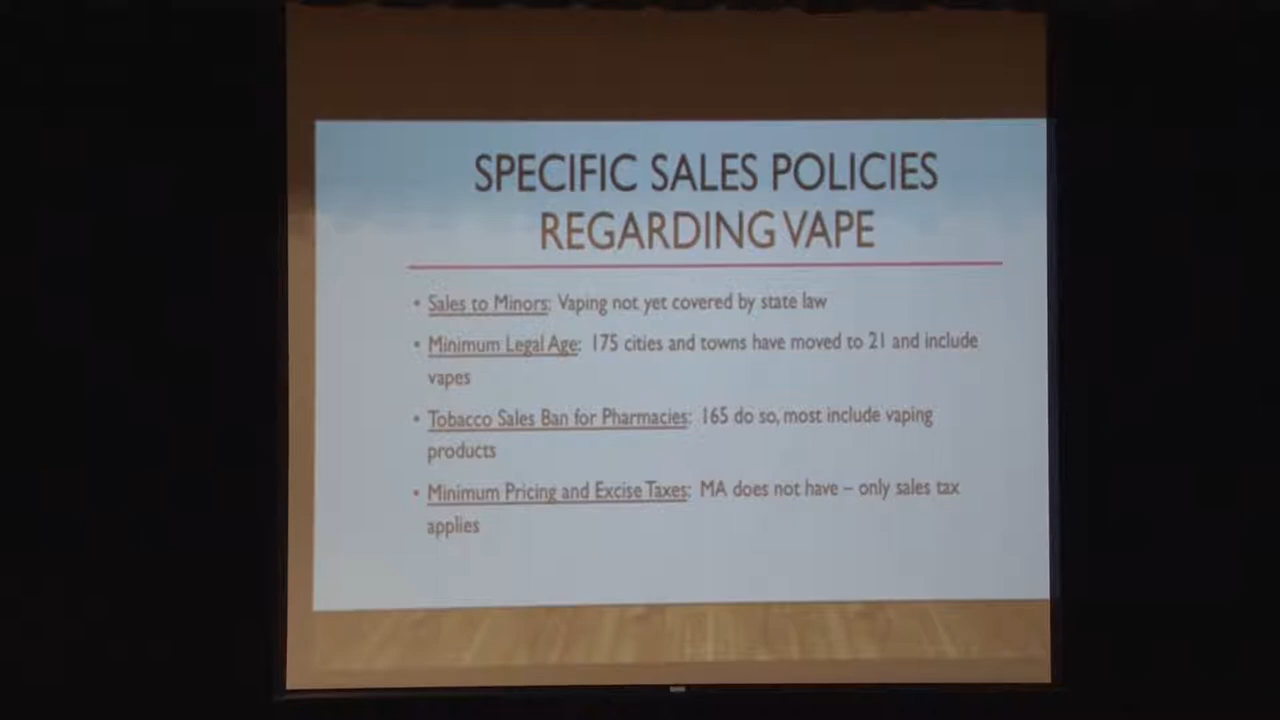 SPECIFIC SALES POLICIES
REGARDING VAPE
• Sales to Minors: Vaping not yet covered by state law
• Minimum Legal Age: 175 cities and towns have moved to 21 and include
vapes
• Tobacco Sales Ban for Pharmacies: 165 do so, most include vaping
products
• Minimum Pricing and Excise Taxes: MA does not have – only sales tax
applies